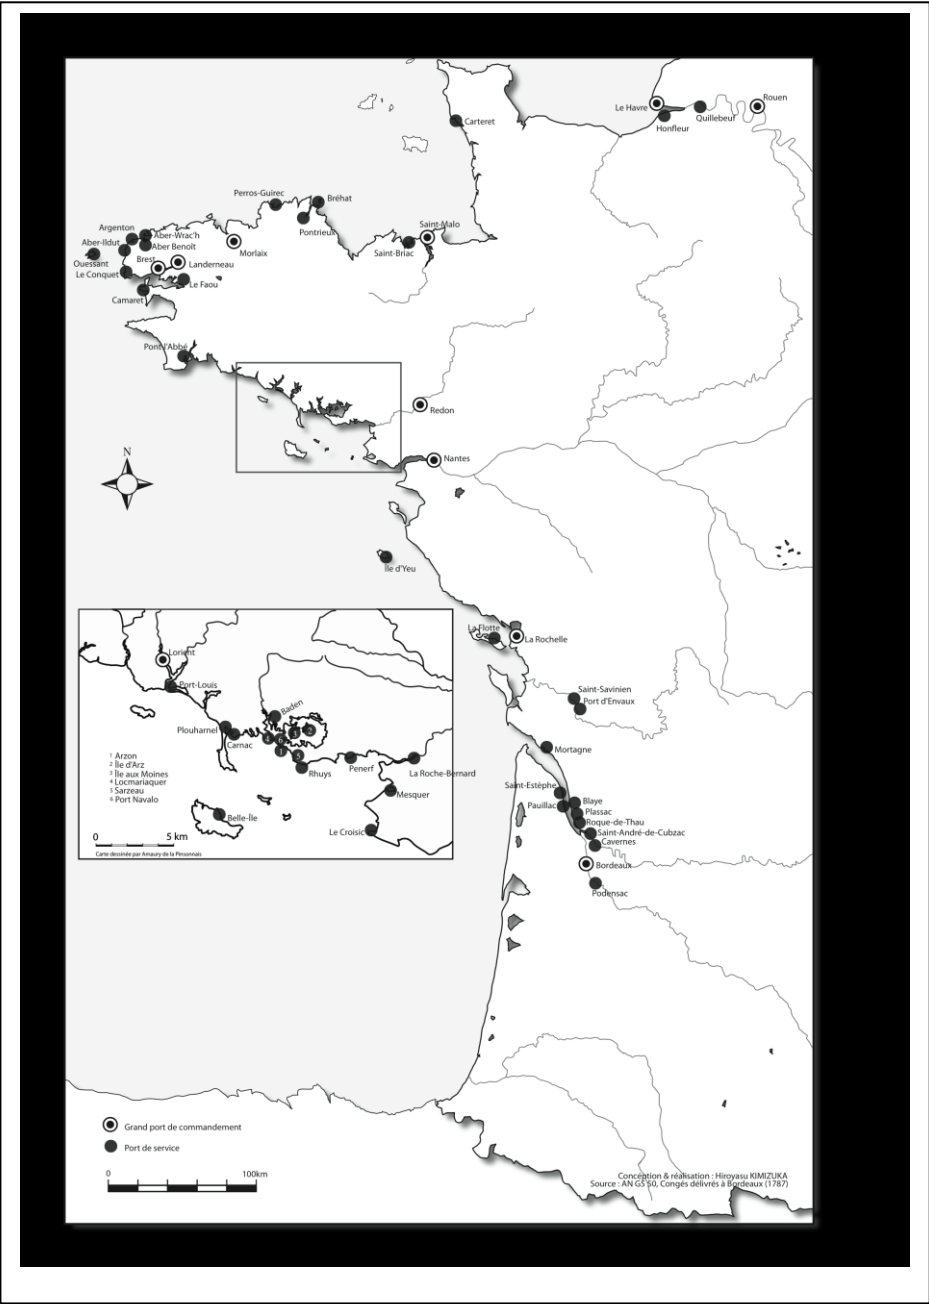 Rouen
Le Havre
Quillebeuf
Honfleur
Carteret
Perros-Guirec
Bréhat
Pontrieux
Saint-Malo
Saint-Briac
Argenton
Aber-Wrac'h
Aber-Ildut
Aber Benoît
Morlaix
Ouessant
Brest
Landerneau
Le Conquet
Le Faou
Camaret
Pont l'Abbé
Redon
Nantes
N
Île d'Yeu
La Flotte
La Rochelle
Saint-Savinien
Port d'Envaux
Mortagne
Saint-Estèphe
Pauillac
Blaye
Plassac
Roque-de-Thau
Saint-André-de-Cubzac
Cavernes
Bordeaux
Podensac
Lorient
Port-Louis
Baden
Plouharnel
Carnac
4
6
3
2
1
5
Rhuys
Penerf
La Roche-Bernard
Mesquer
Belle-Île
Le Croisic
1 Arzon
2 Île d'Arz
3 Île aux Moines
4 Locmariaquer
5 Sarzeau
6 Port Navalo
0 5 km
Carte dessinée par Amaury de la Pinsonnais
Grand port de commandement
Port de service
0 100km
Conception & réalisation : Hiroyasu KIMIZUKA
Source : AN G5 50, Congés délivrés à Bordeaux (1787)